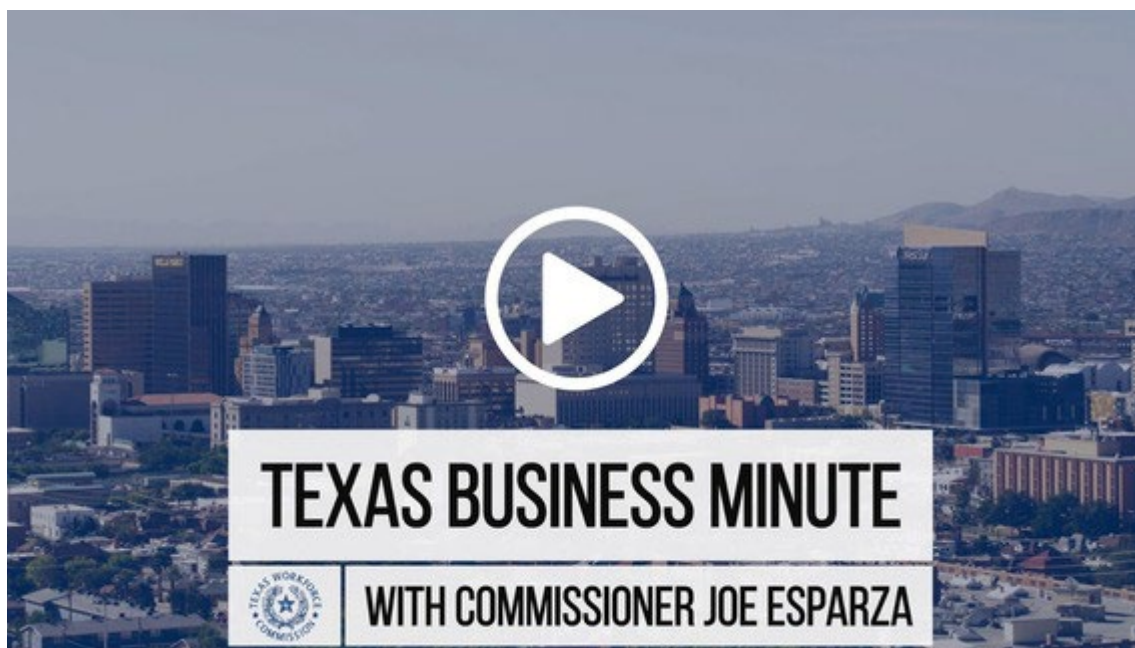 TEXAS BUSINESS MINUTE
TEXAS WORKFORCE
COMMISSION
WITH COMMISSIONER JOE ESPARZA